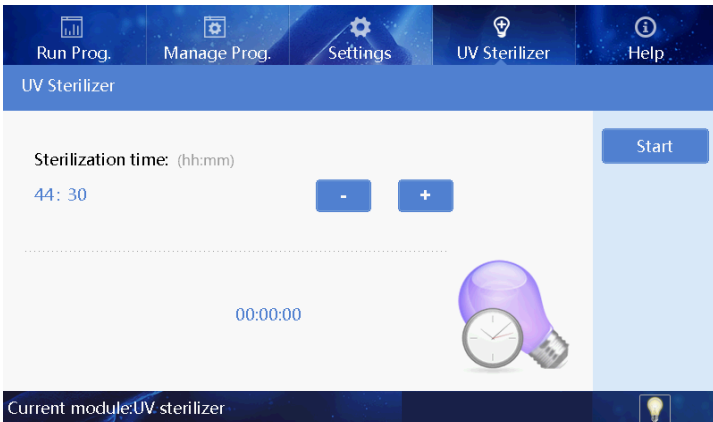 Run Prog. Manage Prog. Settings UV Sterilizer Help
UV Sterilizer
Start
Sterilization time: (hh:mm)
44: 30 - +
00:00:00
Current module:UV sterilizer